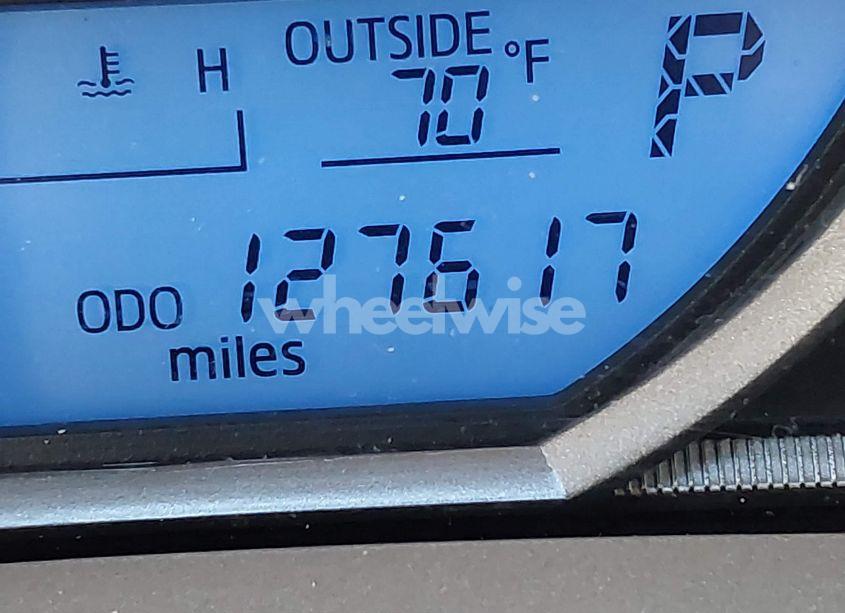 H OUTSIDE °F P
70
ODO 127617
miles
wheelwise